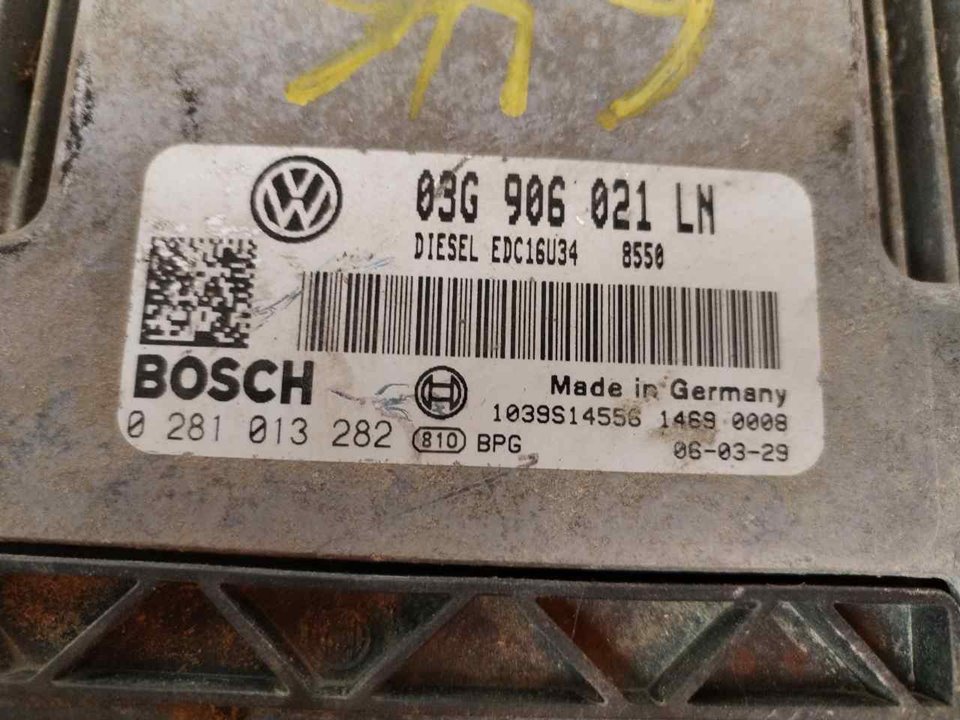 03G 906 021 LN
DIESEL EDC16U34 8550
BOSCH
Made in Germany
1039S14556 1469 0008
0 281 013 282 810 BPG
06-03-29